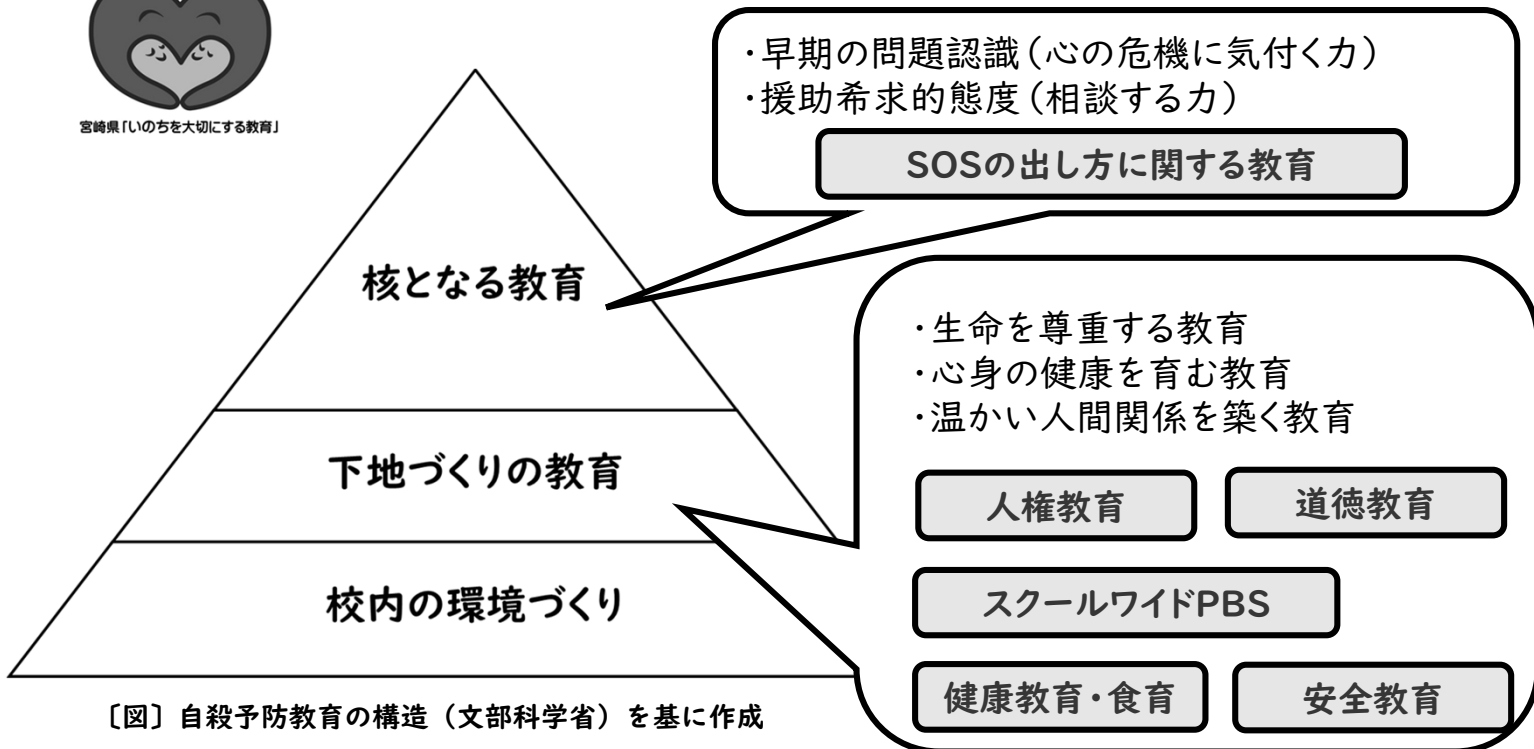 宮崎県「いのちを大切にする教育」
・早期の問題認識（心の危機に気付く力）
・援助希求的態度（相談する力）
SOSの出し方に関する教育
核となる教育
下地づくりの教育
校内の環境づくり
・生命を尊重する教育
・心身の健康を育む教育
・温かい人間関係を築く教育
人権教育
道徳教育
スクールワイドPBS
健康教育・食育
安全教育
〔図〕自殺予防教育の構造（文部科学省）を基に作成